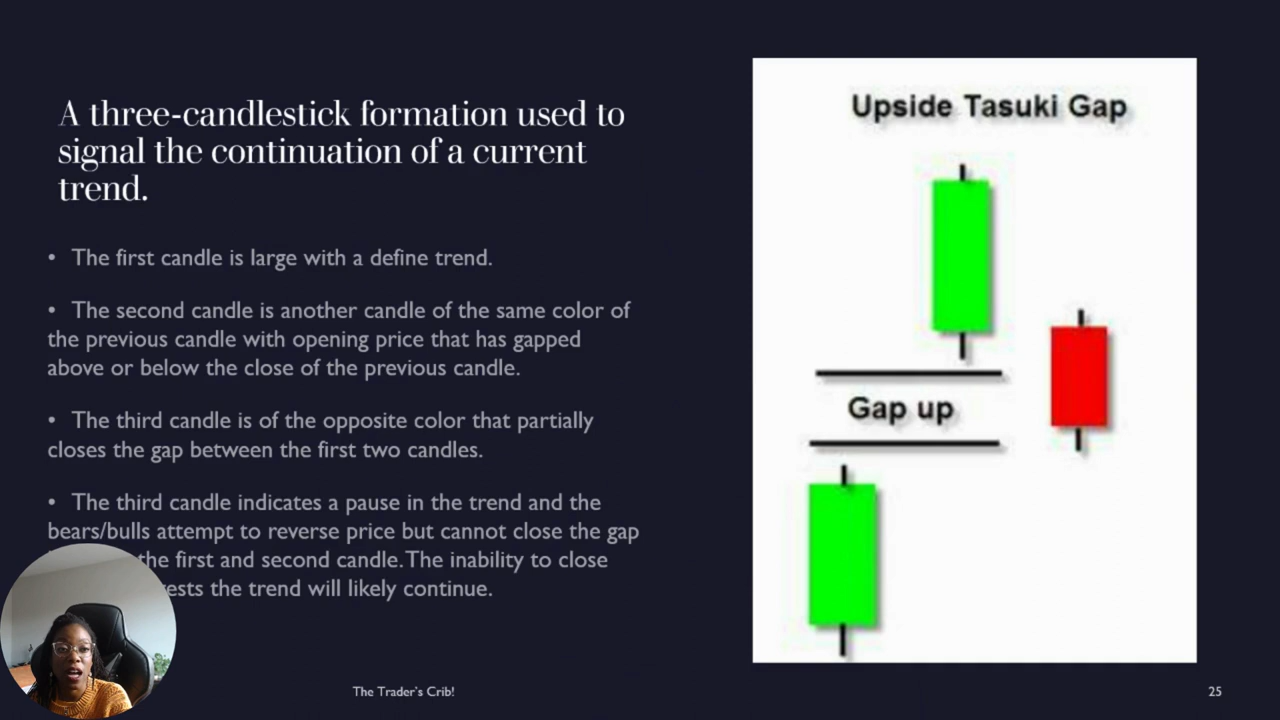 A three-candlestick formation used to
signal the continuation of a current
trend.
• The first candle is large with a define trend.
• The second candle is another candle of the same color of
the previous candle with opening price that has gapped
above or below the close of the previous candle.
• The third candle is of the opposite color that partially
closes the gap between the first two candles.
• The third candle indicates a pause in the trend and the
bears/bulls attempt to reverse price but cannot close the gap
the first and second candle. The inability to close
the trend will likely continue.
Upside Tasuki Gap
Gap up
The Trader's Crib!
25